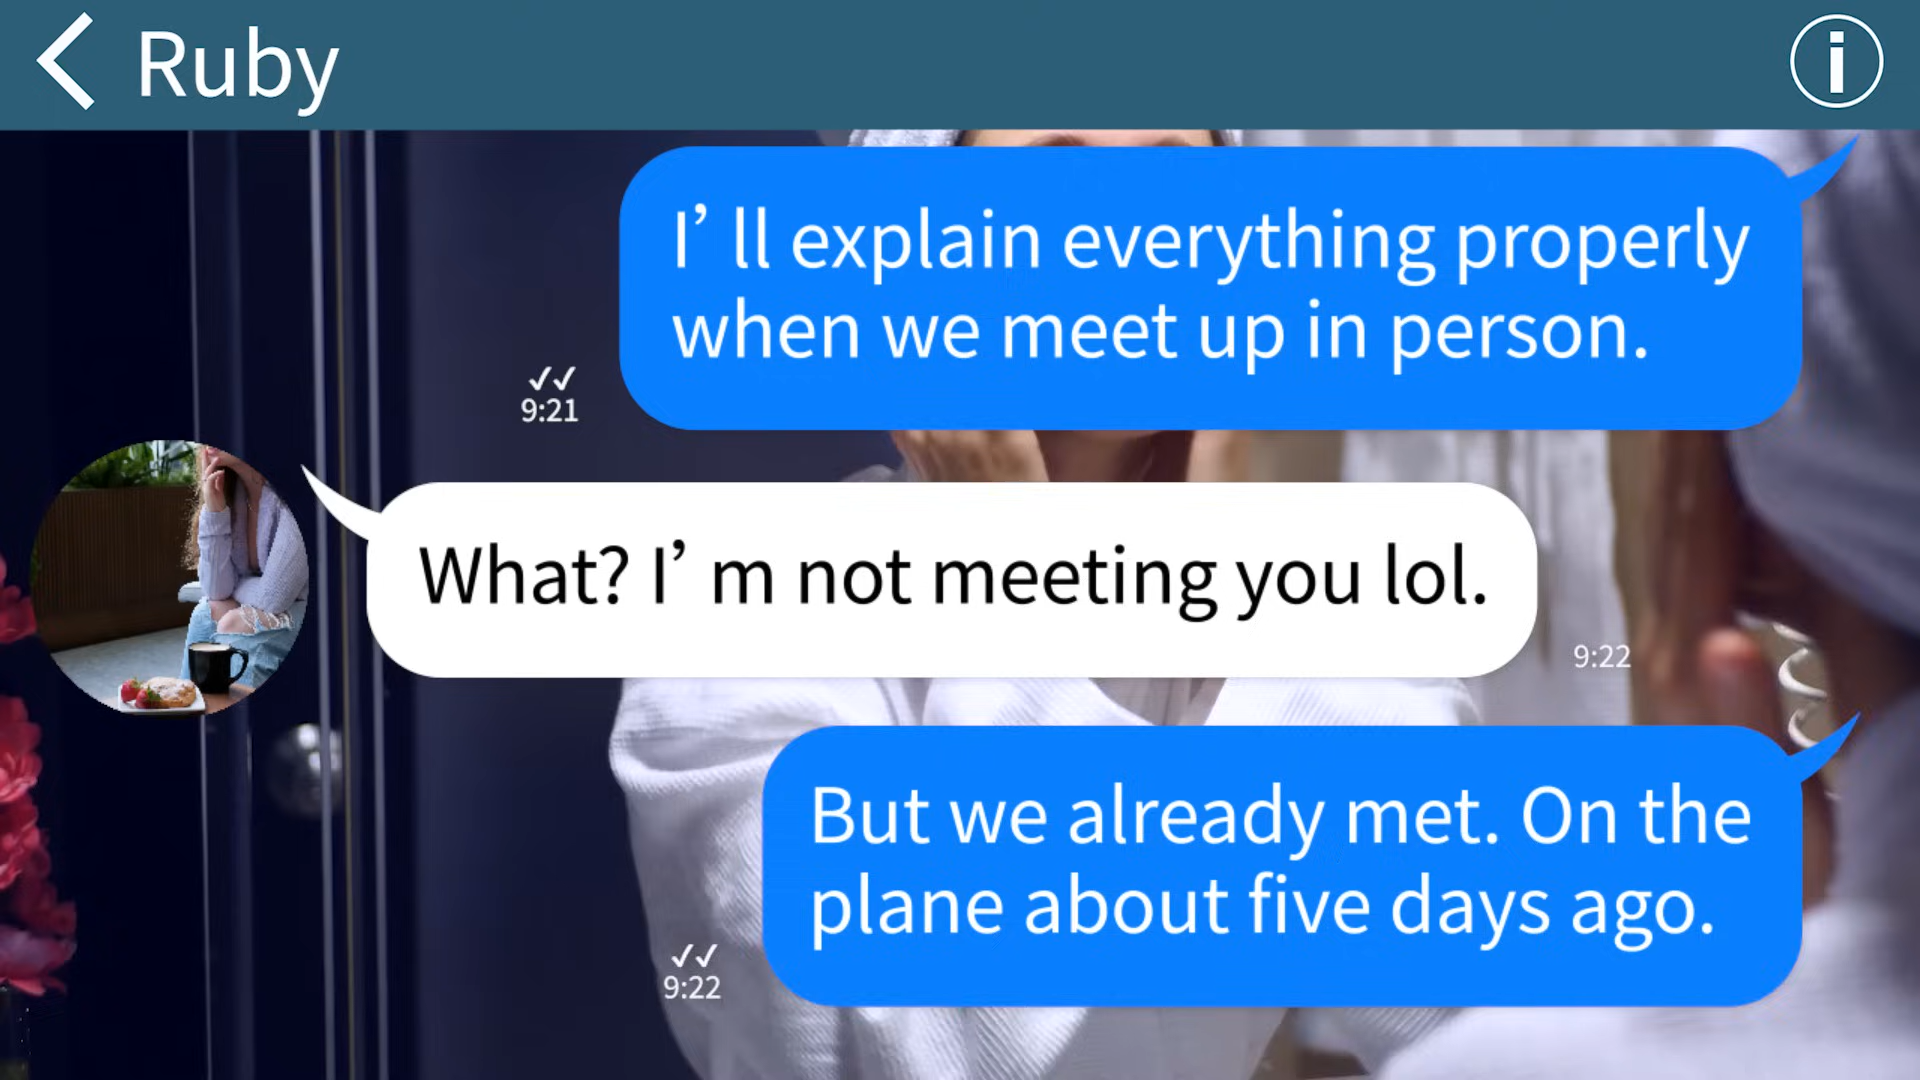 Ruby
I’ll explain everything properly
when we meet up in person.
✓✓
9:21
What? I’m not meeting you lol.
9:22
But we already met. On the
plane about five days ago.
✓✓
9:22